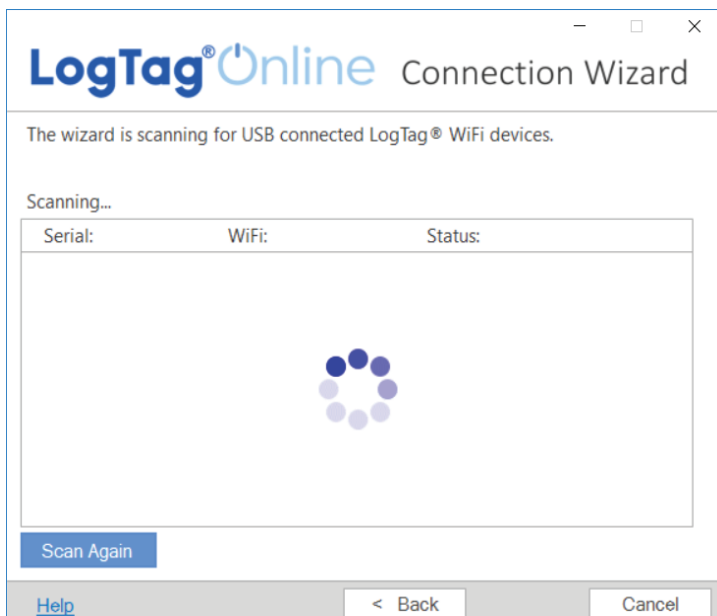 LogTag® Online Connection Wizard
The wizard is scanning for USB connected LogTag® WiFi devices.
Scanning...
Serial: WiFi: Status:
Scan Again
Help < Back Cancel